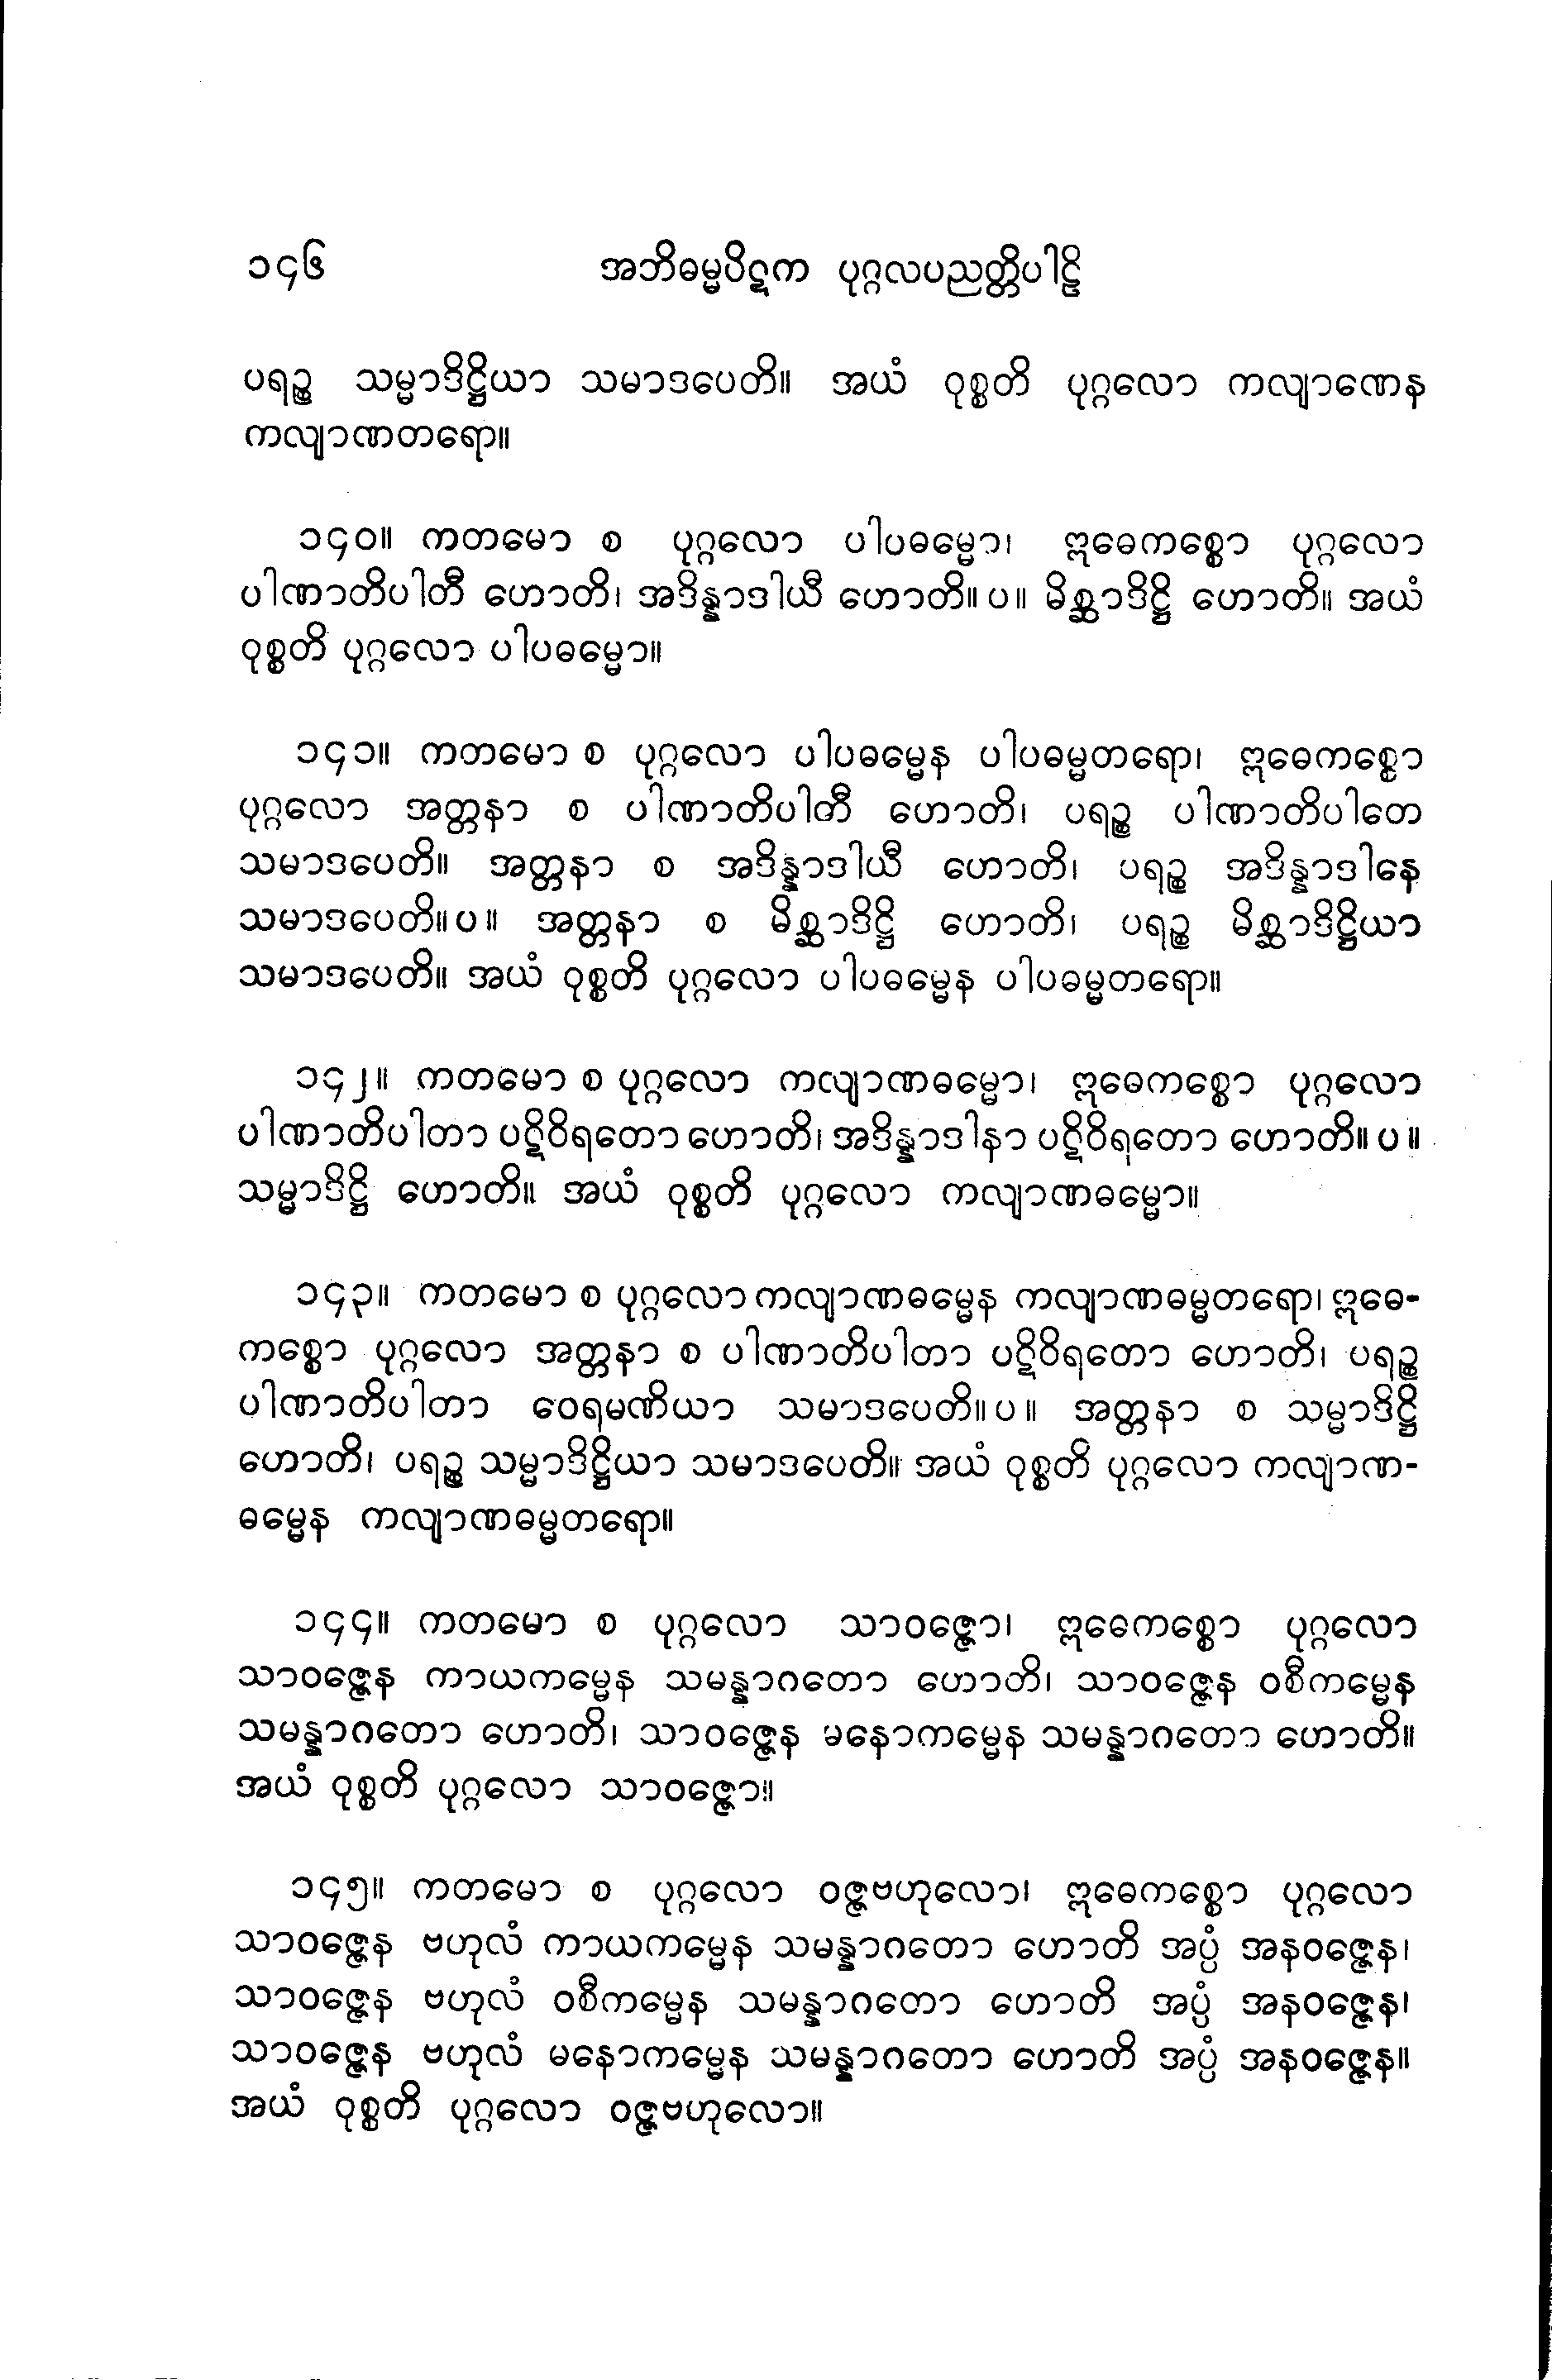 ၁၄၆ အဘိဓမ္မပိဋက ပုဂ္ဂလပညတ္တိပါဠိ
ပရဉ္စ သမ္မာဒိဋ္ဌိယာ သမာဒပေတိ။ အယံ ဝုစ္စတိ ပုဂ္ဂလော ကလျာဏေန
ကလျာဏတရော။
၁၄၀။ ကတမော စ ပုဂ္ဂလော ပါပဓမ္မော၊ ဣဓေကစ္စော ပုဂ္ဂလော
ပါဏာတိပါတီ ဟောတိ၊ အဒိန္နာဒါယီ ဟောတိ။ပ။ မိစ္ဆာဒိဋ္ဌိ ဟောတိ။ အယံ
ဝုစ္စတိ ပုဂ္ဂလော ပါပဓမ္မော။
၁၄၁။ ကတမော စ ပုဂ္ဂလော ပါပဓမ္မေန ပါပဓမ္မတရော၊ ဣဓေကစ္စော
ပုဂ္ဂလော အတ္တနာ စ ပါဏာတိပါတီ ဟောတိ၊ ပရဉ္စ ပါဏာတိပါတေ
သမာဒပေတိ။ အတ္တနာ စ အဒိန္နာဒါယီ ဟောတိ၊ ပရဉ္စ အဒိန္နာဒါနေ
သမာဒပေတိ။ပ။ အတ္တနာ စ မိစ္ဆာဒိဋ္ဌိ ဟောတိ၊ ပရဉ္စ မိစ္ဆာဒိဋ္ဌိယာ
သမာဒပေတိ။ အယံ ဝုစ္စတိ ပုဂ္ဂလော ပါပဓမ္မေန ပါပဓမ္မတရော။
၁၄၂။ ကတမော စ ပုဂ္ဂလော ကလျာဏဓမ္မော၊ ဣဓေကစ္စော ပုဂ္ဂလော
ပါဏာတိပါတာ ပဋိဝိရတော ဟောတိ၊ အဒိန္နာဒါနာ ပဋိဝိရတော ဟောတိ။ပ။
သမ္မာဒိဋ္ဌိ ဟောတိ။ အယံ ဝုစ္စတိ ပုဂ္ဂလော ကလျာဏဓမ္မော။
၁၄၃။ ကတမော စ ပုဂ္ဂလော ကလျာဏဓမ္မေန ကလျာဏဓမ္မတရော၊ ဣဓေ-
ကစ္စော ပုဂ္ဂလော အတ္တနာ စ ပါဏာတိပါတာ ပဋိဝိရတော ဟောတိ၊ ပရဉ္စ
ပါဏာတိပါတာ ဝေရမဏိယာ သမာဒပေတိ။ပ။ အတ္တနာ စ သမ္မာဒိဋ္ဌိ
ဟောတိ၊ ပရဉ္စ သမ္မာဒိဋ္ဌိယာ သမာဒပေတိ။ အယံ ဝုစ္စတိ ပုဂ္ဂလော ကလျာဏ-
ဓမ္မေန ကလျာဏဓမ္မတရော။
၁၄၄။ ကတမော စ ပုဂ္ဂလော သာဝဇ္ဇော၊ ဣဓေကစ္စော ပုဂ္ဂလော
သာဝဇ္ဇေန ကာယကမ္မေန သမန္နာဂတော ဟောတိ၊ သာဝဇ္ဇေန ဝစီကမ္မေန
သမန္နာဂတော ဟောတိ၊ သာဝဇ္ဇေန မနောကမ္မေန သမန္နာဂတော ဟောတိ။
အယံ ဝုစ္စတိ ပုဂ္ဂလော သာဝဇ္ဇော။
၁၄၅။ ကတမော စ ပုဂ္ဂလော ဝဇ္ဇဗဟုလော၊ ဣဓေကစ္စော ပုဂ္ဂလော
သာဝဇ္ဇေန ဗဟုလံ ကာယကမ္မေန သမန္နာဂတော ဟောတိ အပ္ပံ အနဝဇ္ဇေန၊
သာဝဇ္ဇေန ဗဟုလံ ဝစီကမ္မေန သမန္နာဂတော ဟောတိ အပ္ပံ အနဝဇ္ဇေန၊
သာဝဇ္ဇေန ဗဟုလံ မနောကမ္မေန သမန္နာဂတော ဟောတိ အပ္ပံ အနဝဇ္ဇေန။
အယံ ဝုစ္စတိ ပုဂ္ဂလော ဝဇ္ဇဗဟုလော။